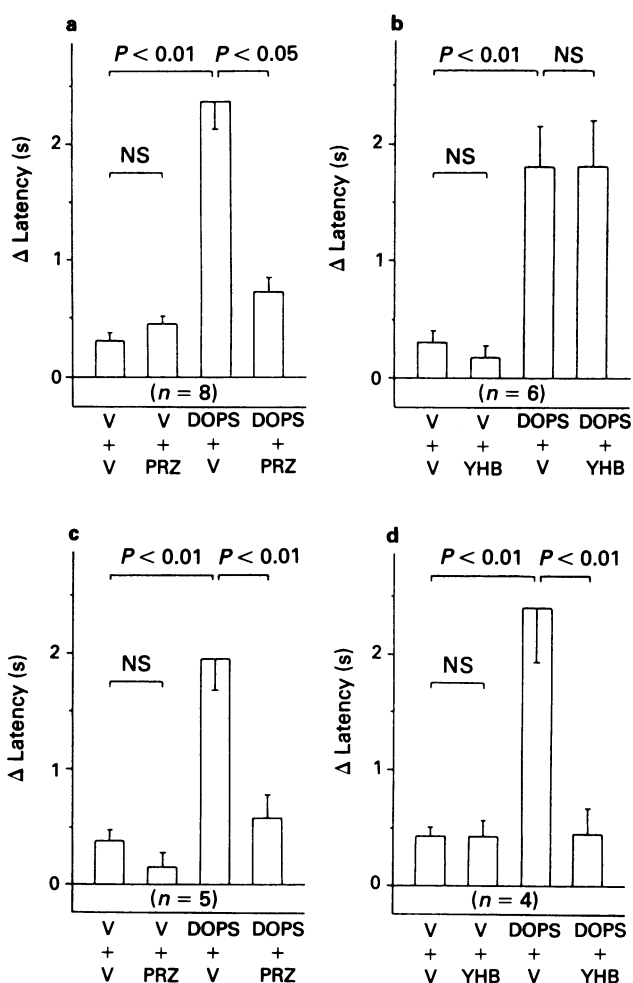 a
P < 0.01 P < 0.05
NS
Δ Latency (s)
2
1
0
(n = 8)
V V DOPS DOPS
+ + + +
V PRZ V PRZ
b
P < 0.01 NS
NS
Δ Latency (s)
2
1
0
(n = 6)
V V DOPS DOPS
+ + + +
V YHB V YHB
c
P < 0.01 P < 0.01
NS
Δ Latency (s)
2
1
0
(n = 5)
V V DOPS DOPS
+ + + +
V PRZ V PRZ
d
P < 0.01 P < 0.01
NS
Δ Latency (s)
2
1
0
(n = 4)
V V DOPS DOPS
+ + + +
V YHB V YHB